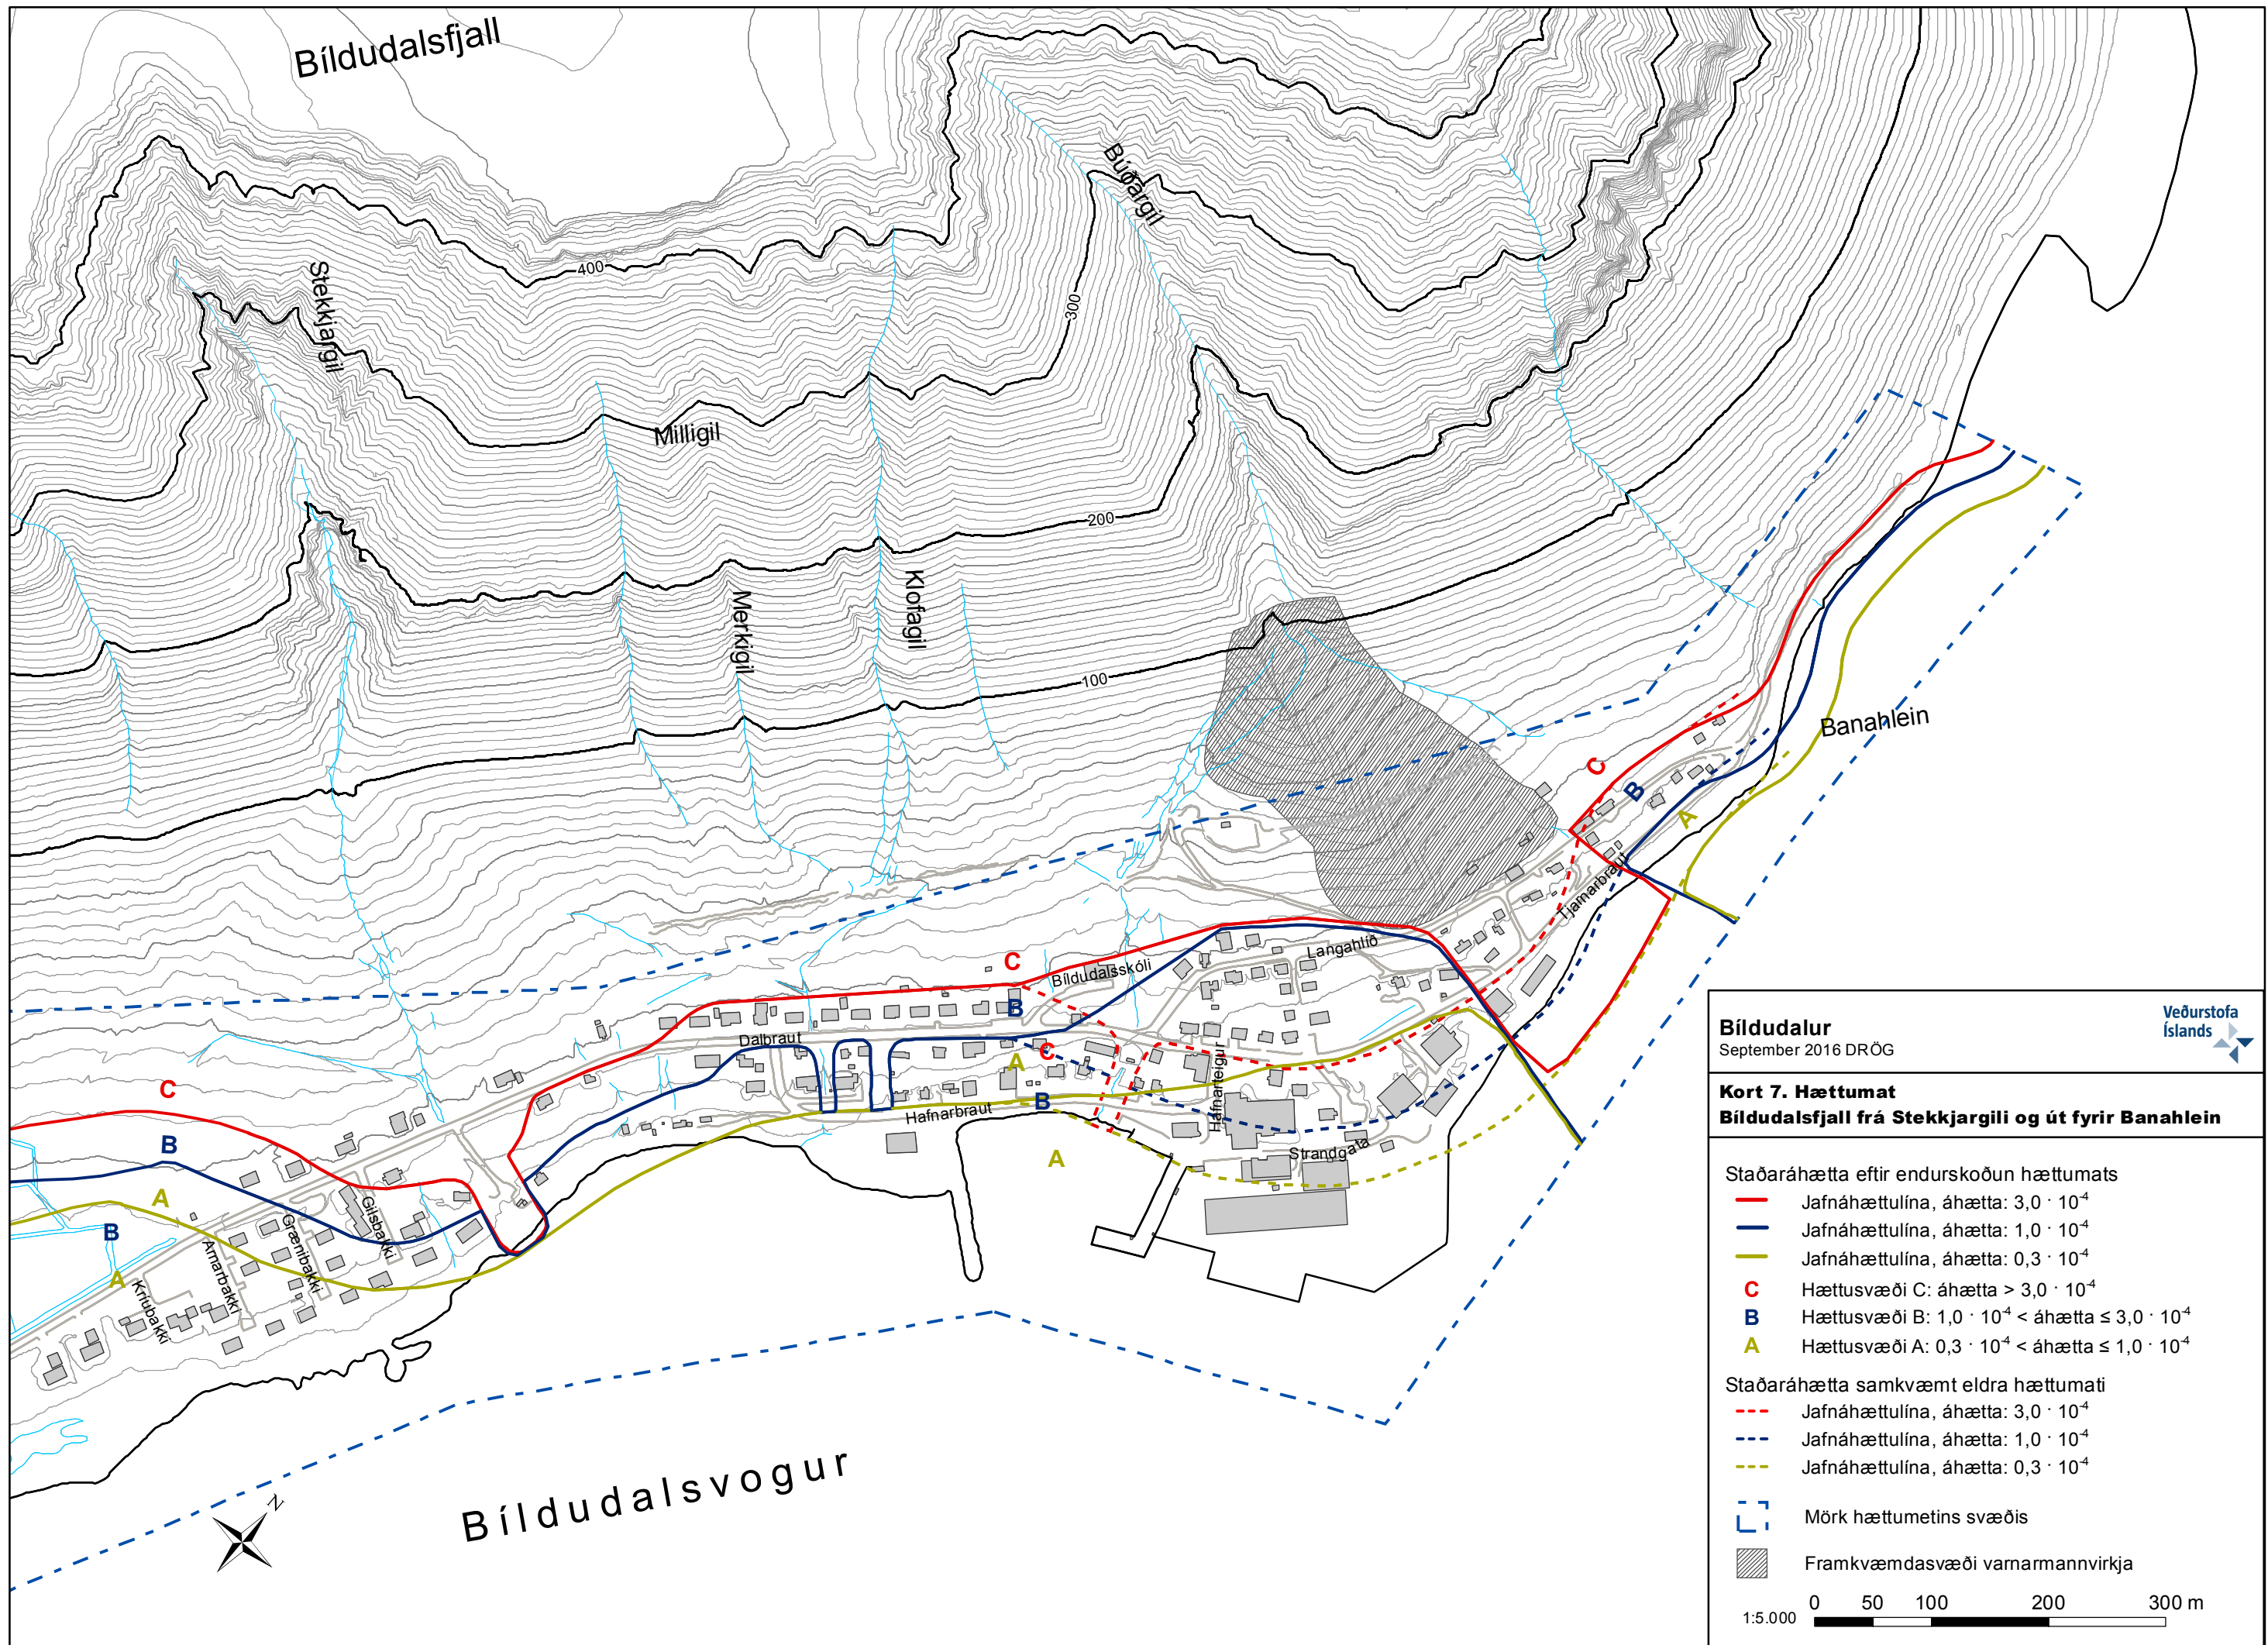 Bíldudalsfjall
Stekkjargil
Búðargil
400
300
Milligil
200
Merkigil
Klofagil
100
Banahlein
C
B
A
Tjarnarbraut
Langahlíð
C
Bíldudalsskóli
B
Dalbraut
C
A
Hafnarteigur
B
Hafnarbraut
Strandgata
A
C
B
A
B
A
Gilsbakki
Grænibakki
Arnarbakki
Kríubakki
N
Bíldudalsvogur
Bíldudalur
September 2016 DRÖG
Veðurstofa
Íslands
Kort 7. Hættumat
Bíldudalsfjall frá Stekkjargili og út fyrir Banahlein
Staðaráhætta eftir endurskoðun hættumats
Jafnáhættulína, áhætta: 3,0 · 10⁻⁴
Jafnáhættulína, áhætta: 1,0 · 10⁻⁴
Jafnáhættulína, áhætta: 0,3 · 10⁻⁴
C Hættusvæði C: áhætta > 3,0 · 10⁻⁴
B Hættusvæði B: 1,0 · 10⁻⁴ < áhætta ≤ 3,0 · 10⁻⁴
A Hættusvæði A: 0,3 · 10⁻⁴ < áhætta ≤ 1,0 · 10⁻⁴
Staðaráhætta samkvæmt eldra hættumati
Jafnáhættulína, áhætta: 3,0 · 10⁻⁴
Jafnáhættulína, áhætta: 1,0 · 10⁻⁴
Jafnáhættulína, áhætta: 0,3 · 10⁻⁴
Mörk hættumetins svæðis
Framkvæmdasvæði varnarmannvirkja
1:5.000 0 50 100 200 300 m